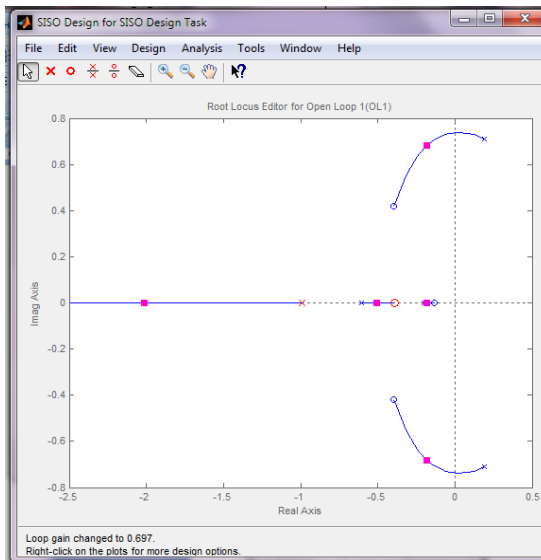 SISO Design for SISO Design Task
File Edit View Design Analysis Tools Window Help
Root Locus Editor for Open Loop 1(OL1)
0.8
0.6
0.4
0.2
0
-0.2
-0.4
-0.6
-0.8
Imag Axis
-2.5 -2 -1.5 -1 -0.5 0 0.5
Real Axis
Loop gain changed to 0.697.
Right-click on the plots for more design options.